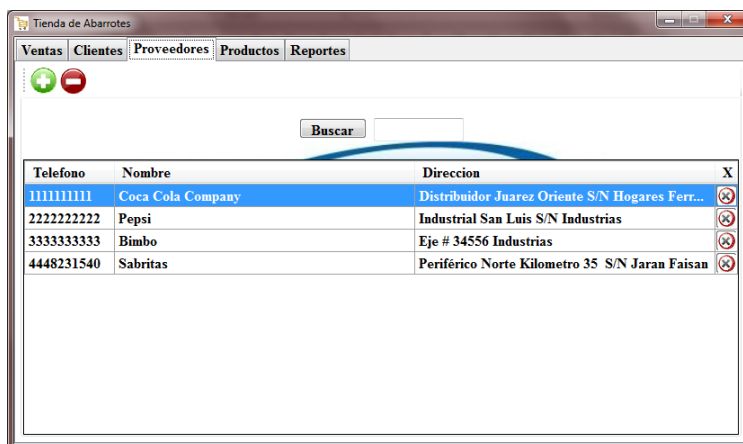 Tienda de Abarrotes
Ventas Clientes Proveedores Productos Reportes
Buscar
Telefono Nombre Direccion X
1111111111 Coca Cola Company Distribuidor Juarez Oriente S/N Hogares Ferr...
2222222222 Pepsi Industrial San Luis S/N Industrias
3333333333 Bimbo Eje # 34556 Industrias
4448231540 Sabritas Periférico Norte Kilometro 35 S/N Jaran Faisan